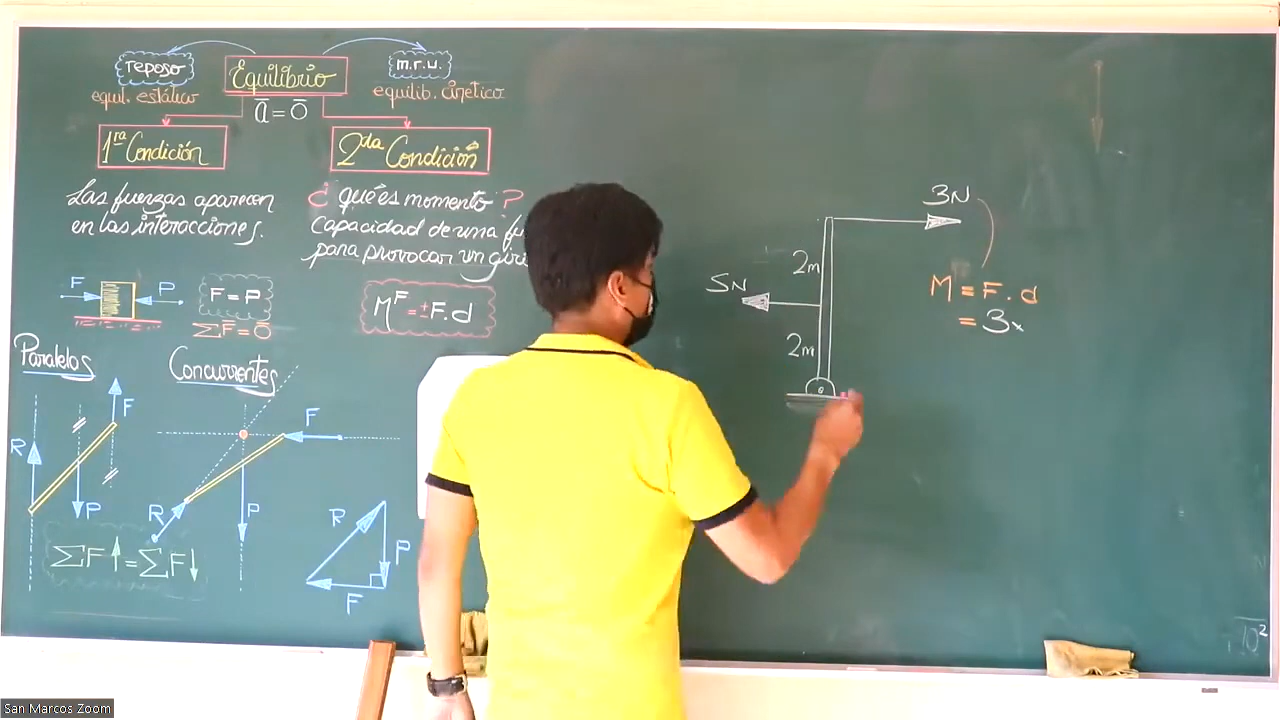 reposo
Equilibrio
m.r.u.
equil. estático
equilib. cinético
a̅ = 0̅
1ra Condición
2da Condición
Las fuerzas aparecen
en las interacciones.
¿ qué es momento ?
Capacidad de una
para provocar un
F
P
F = P
ΣF̅ = 0̅
M^F = ±F.d
Paralelos
Concurrentes
F
R
P
ΣF↑ = ΣF↓
F
R
P
R
P
F
3N
2m
5N
2m
M = F . d
= 3x
10²
San Marcos Zoom